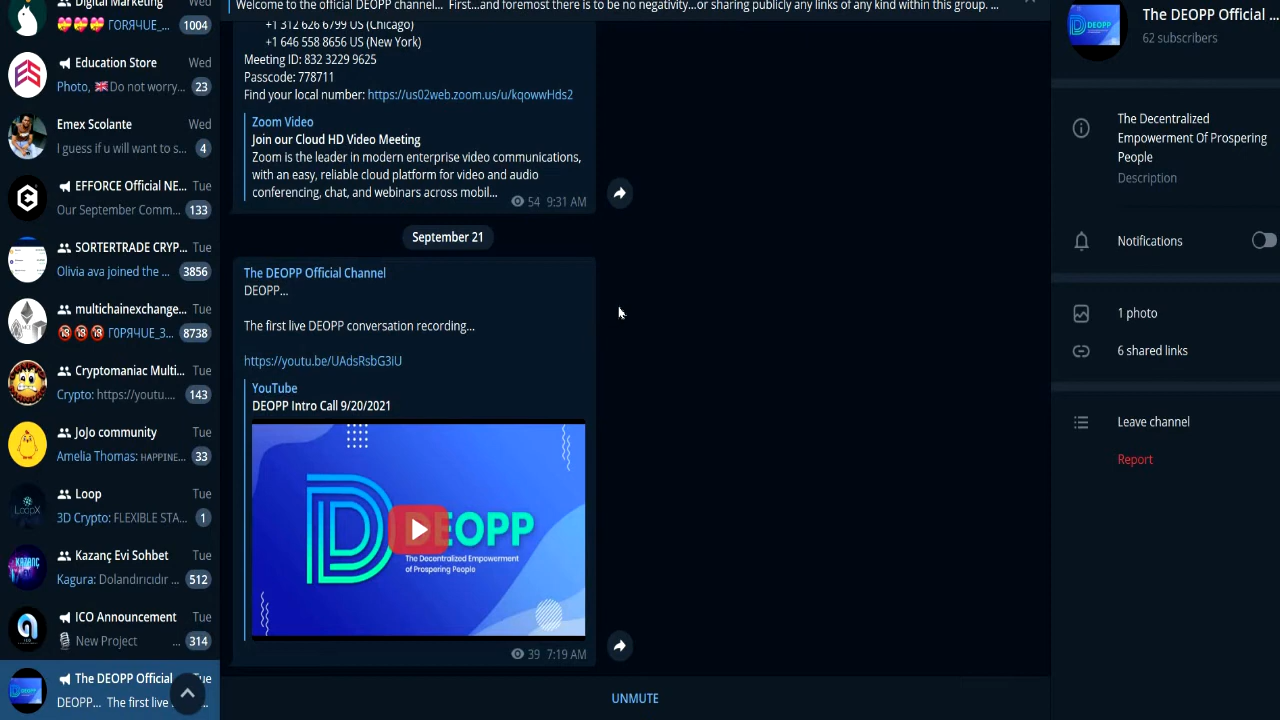 Digital Marketing
💝💝💝 ГОRЯЧUE_...
1004
Education Store
Wed
Photo, 🇬🇧Do not worry...
23
Emex Scolante
Wed
I guess if u will want to s...
4
EFFORCE Official NE...
Tue
Our September Comm...
133
SORTERTRADE CRYP...
Tue
Olivia ava joined the ...
3856
multichainexchange...
Tue
🔞🔞🔞 Г0РЯЧUЕ_3...
8738
Cryptomaniac Multi...
Tue
Crypto: https://youtu....
143
JoJo community
Tue
Amelia Thomas: ʜᴀᴘᴘɪɴᴇ...
33
Loop
Tue
3D Crypto: FLEXIBLE STA...
1
Kazanç Evi Sohbet
Tue
Kagura: Dolandırıcıdır ...
512
ICO Announcement
Tue
New Project ...
314
The DEOPP Official
Tue
DEOPP... The first live
Welcome to the official DEOPP channel... First...and foremost there is to be no negativity...or sharing publicly any links of any kind within this group. ...
+1 312 626 6799 US (Chicago)
+1 646 558 8656 US (New York)
Meeting ID: 832 3229 9625
Passcode: 778711
Find your local number: https://us02web.zoom.us/u/kqowwHds2
Zoom Video
Join our Cloud HD Video Meeting
Zoom is the leader in modern enterprise video communications,
with an easy, reliable cloud platform for video and audio
conferencing, chat, and webinars across mobil...
54 9:31 AM
September 21
The DEOPP Official Channel
DEOPP...
The first live DEOPP conversation recording...
https://youtu.be/UAdsRsbG3iU
YouTube
DEOPP Intro Call 9/20/2021
DEOPP
The Decentralized Empowerment
of Prospering People
39 7:19 AM
UNMUTE
The DEOPP Official ...
62 subscribers
The Decentralized
Empowerment Of Prospering
People
Description
Notifications
1 photo
6 shared links
Leave channel
Report